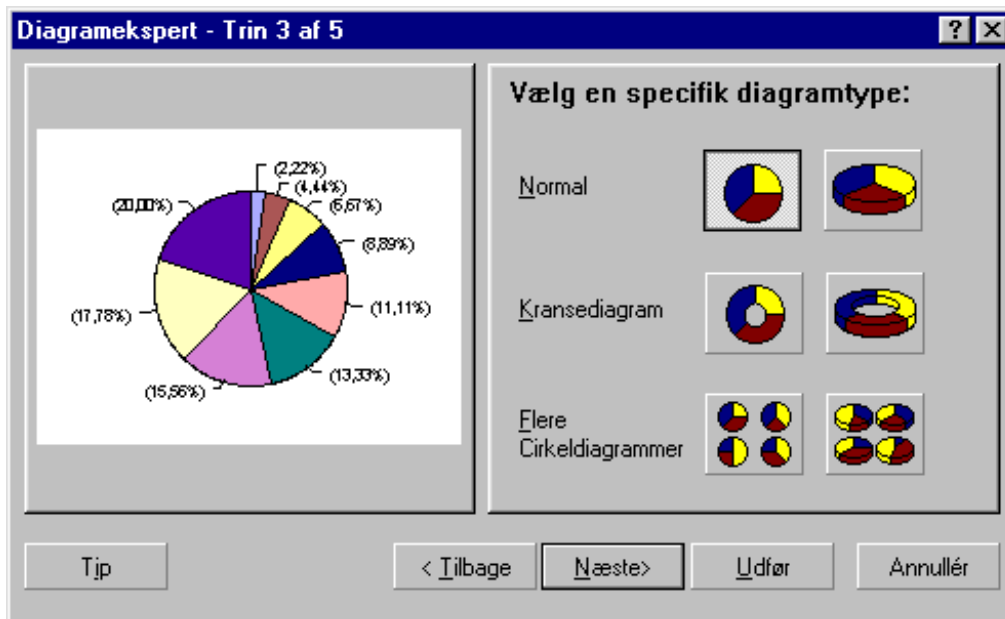 Diagramekspert - Trin 3 af 5
(2,22%)
(4,44%)
(6,67%)
(8,89%)
(11,11%)
(13,33%)
(15,56%)
(17,78%)
(20,00%)
Vælg en specifik diagramtype:
Normal
Kransediagram
Flere
Cirkeldiagrammer
Tip
< Tilbage
Næste>
Udfør
Annullér